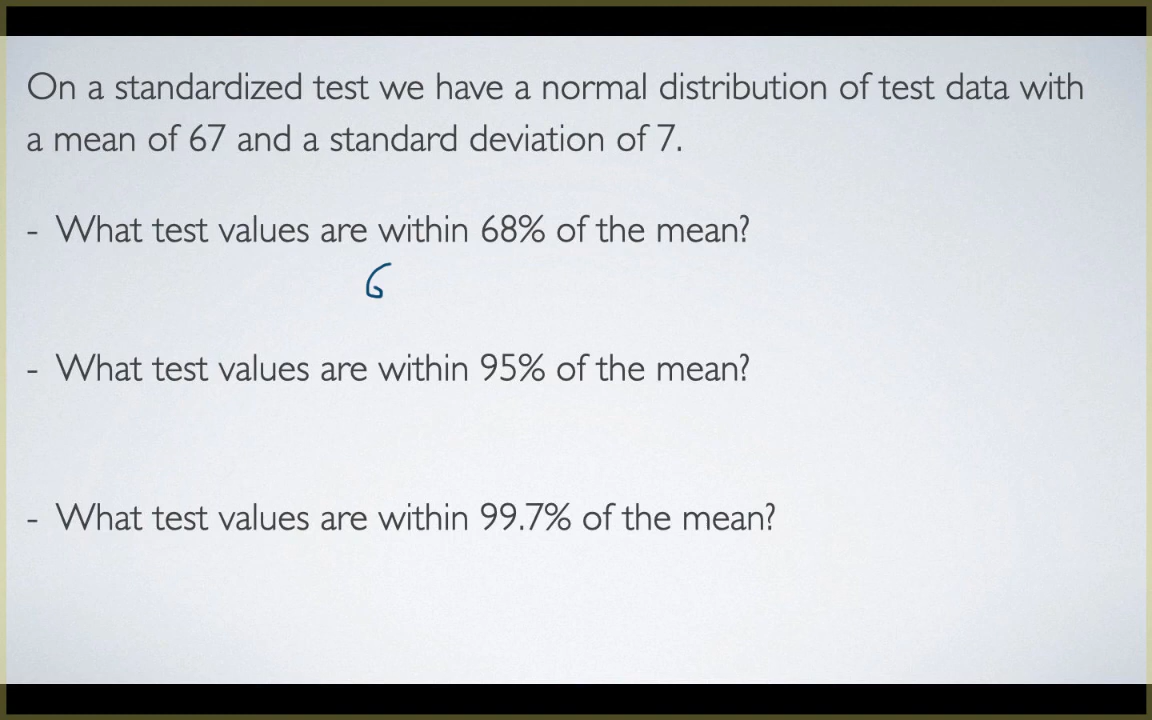 On a standardized test we have a normal distribution of test data with
a mean of 67 and a standard deviation of 7.
- What test values are within 68% of the mean?
6
- What test values are within 95% of the mean?
- What test values are within 99.7% of the mean?